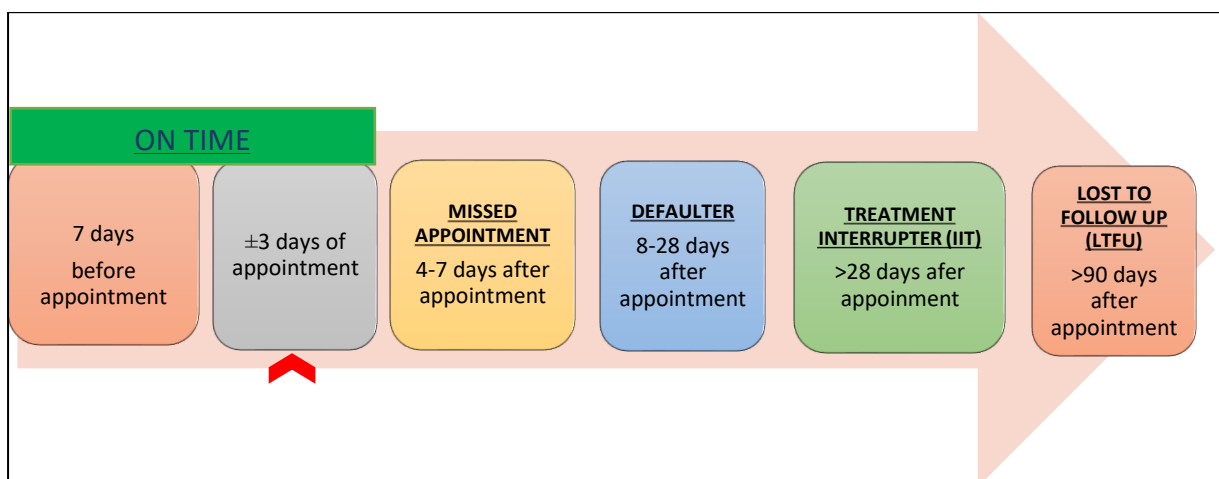 ON TIME
7 days
before
appointment
±3 days of
appointment
MISSED
APPOINTMENT
4-7 days after
appointment
DEFAULTER
8-28 days
after
appointment
TREATMENT
INTERRUPTER (IIT)
>28 days afer
appoinment
LOST TO
FOLLOW UP
(LTFU)
>90 days
after
appointment